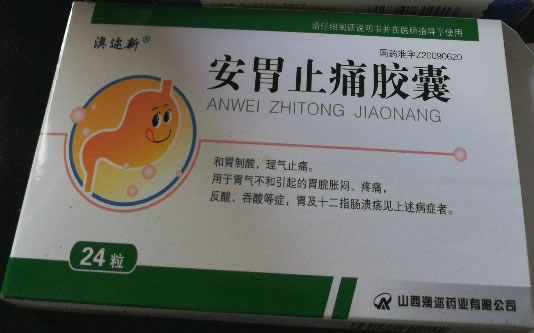 请仔细阅读说明书并在医师指导下使用
澳迩新®
国药准字Z20090620
安胃止痛胶囊
ANWEI ZHITONG JIAONANG
和胃制酸，理气止痛。
用于胃气不和引起的胃脘胀闷、疼痛，
反酸、吞酸等症，胃及十二指肠溃疡见上述病症者。
24粒
山西澳迩药业有限公司